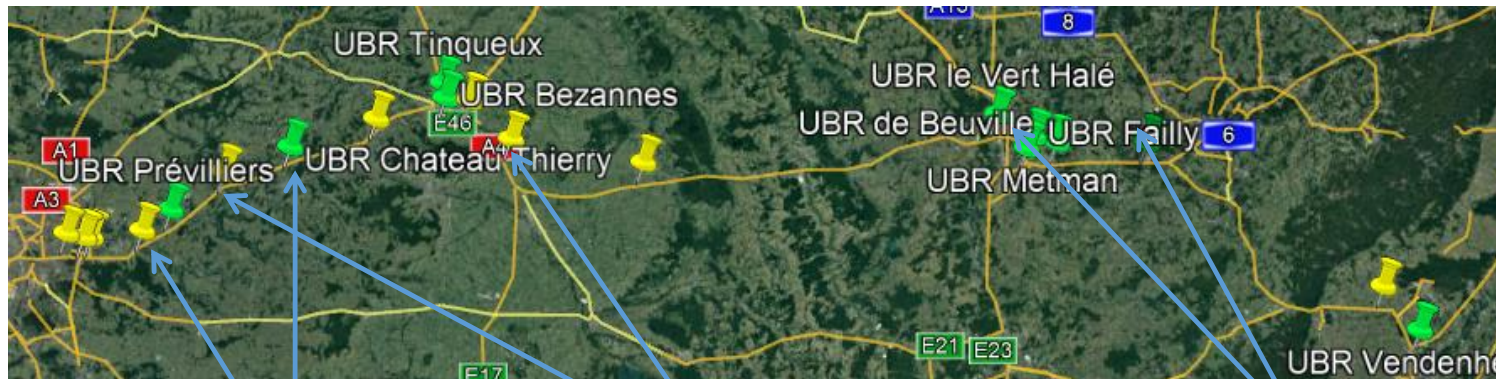 A13
8
UBR Tinqueux
UBR le Vert Halé
UBR Bezannes
E46
UBR de Beuville
UBR Failly
6
A1
A4
UBR Prévilliers
UBR Chateau Thierry
UBR Metman
A3
E21
E23
UBR Vendenhe
E17